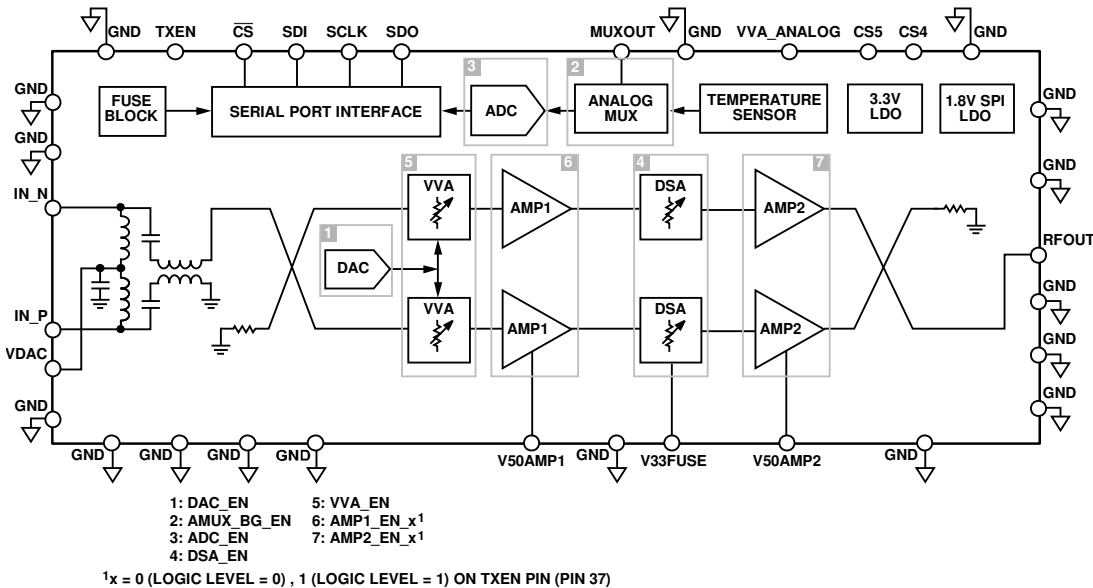 GND TXEN CS SDI SCLK SDO MUXOUT GND VVA_ANALOG CS5 CS4 GND
3 2
GND
FUSE BLOCK
SERIAL PORT INTERFACE
ADC
ANALOG MUX
TEMPERATURE SENSOR
3.3V LDO
1.8V SPI LDO
GND
GND
GND
5 6 4 7
IN_N
VVA
AMP1
DSA
AMP2
1
DAC
RFOUT
IN_P
VVA
AMP1
DSA
AMP2
GND
VDAC
GND
GND
GND
GND GND GND GND V50AMP1 GND V33FUSE V50AMP2 GND
1: DAC_EN 5: VVA_EN
2: AMUX_BG_EN 6: AMP1_EN_x1
3: ADC_EN 7: AMP2_EN_x1
4: DSA_EN
1x = 0 (LOGIC LEVEL = 0) , 1 (LOGIC LEVEL = 1) ON TXEN PIN (PIN 37)